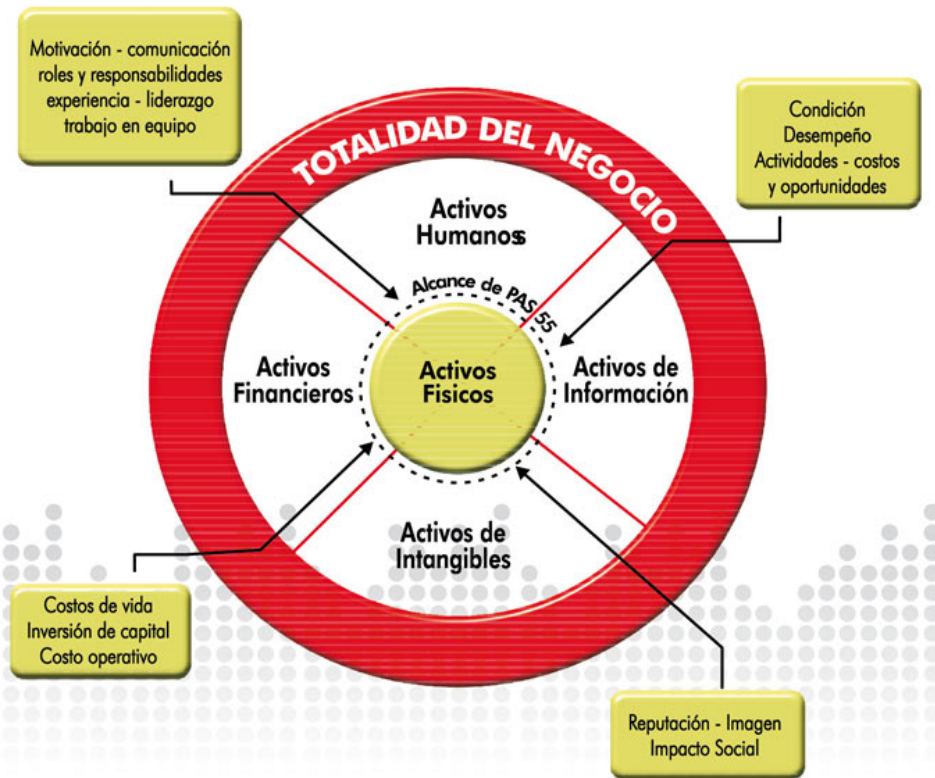 Motivación - comunicación
roles y responsabilidades
experiencia - liderazgo
trabajo en equipo
Condición
Desempeño
Actividades - costos
y oportunidades
TOTALIDAD DEL NEGOCIO
Activos
Humanos
Alcance de PAS 55
Activos
Financieros
Activos
Fisicos
Activos de
Información
Activos de
Intangibles
Costos de vida
Inversión de capital
Costo operativo
Reputación - Imagen
Impacto Social